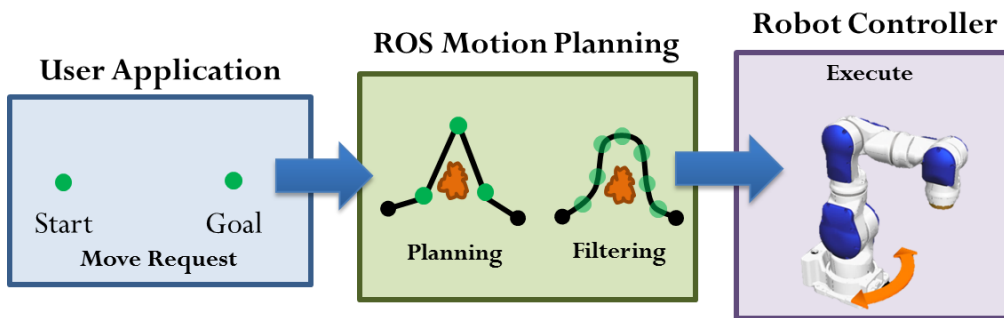 User Application
Start
Goal
Move Request
ROS Motion Planning
Planning
Filtering
Robot Controller
Execute